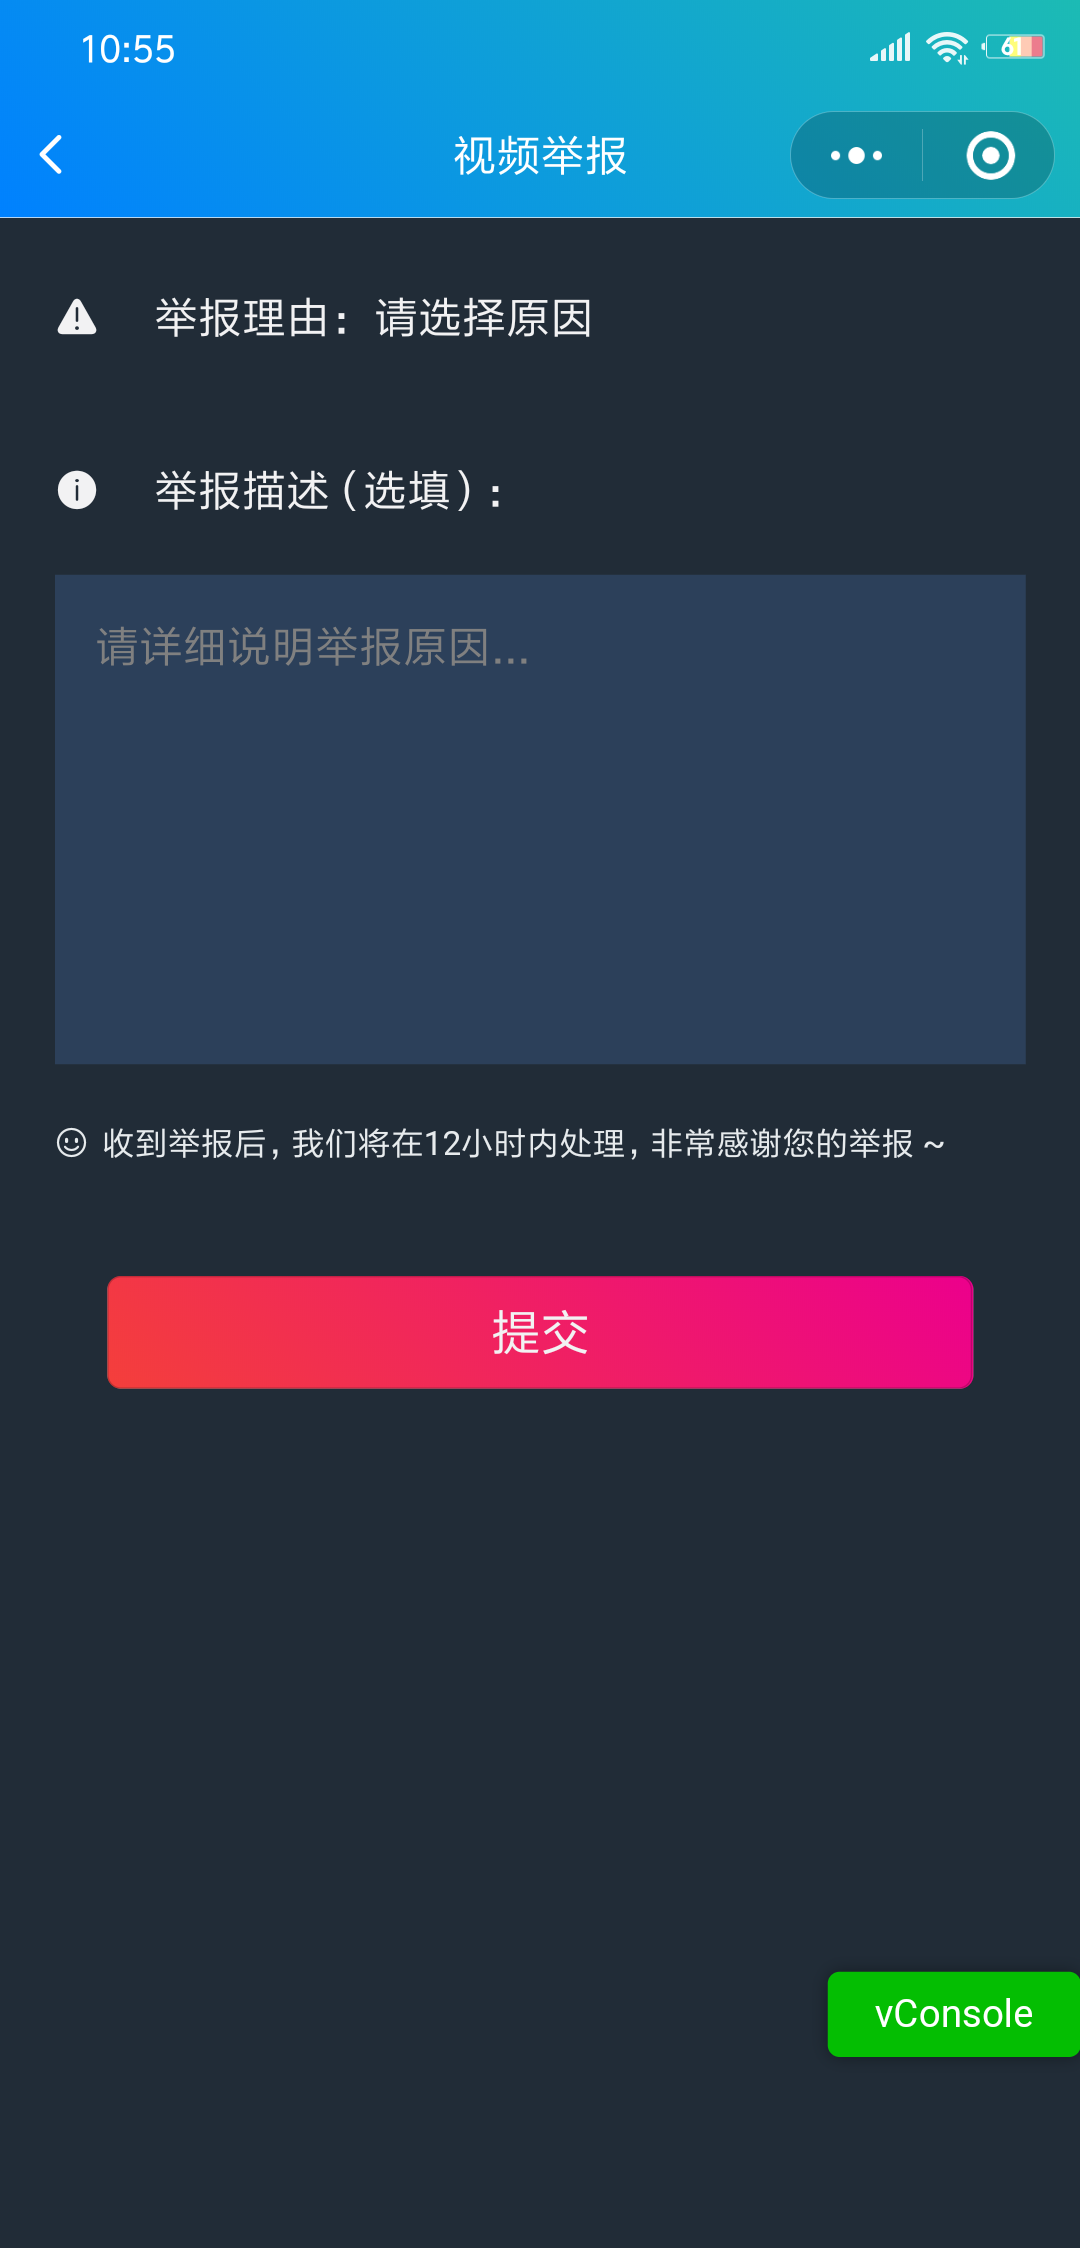 10:55
61
视频举报
举报理由：请选择原因
举报描述（选填）：
请详细说明举报原因...
收到举报后，我们将在12小时内处理，非常感谢您的举报～
提交
vConsole